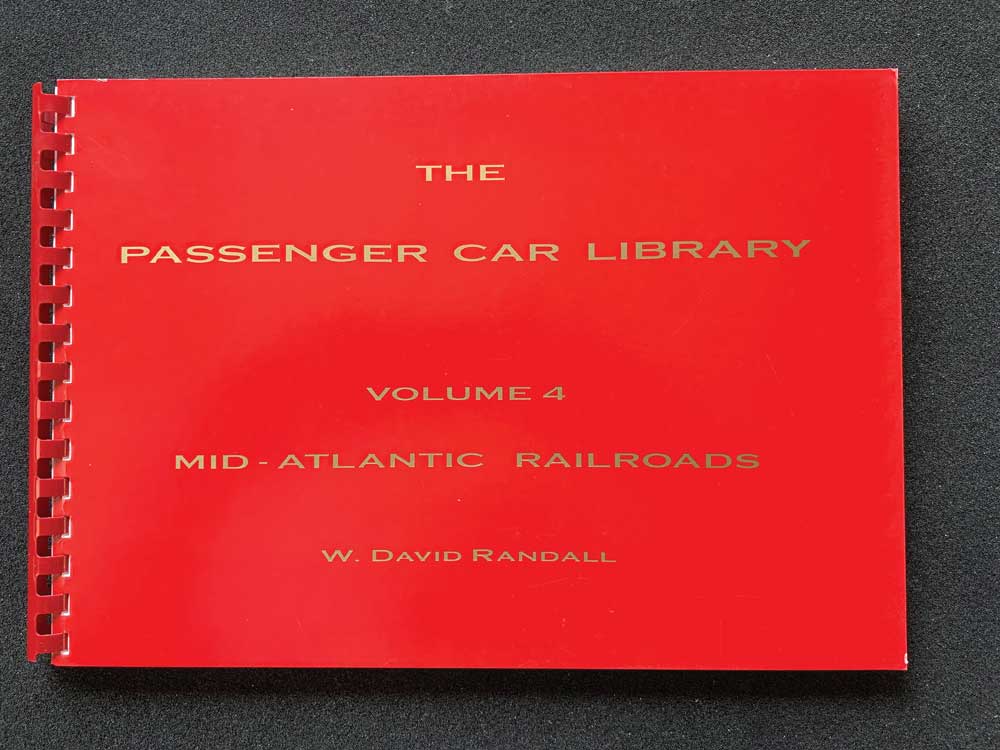 THE
PASSENGER CAR LIBRARY
VOLUME 4
MID - ATLANTIC RAILROADS
W. DAVID RANDALL